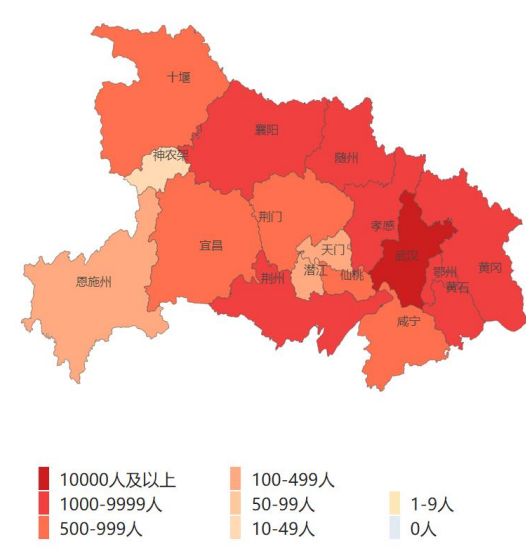 十堰
神农架
襄阳
随州
荆门
孝感
宜昌
天门
武汉
恩施州
荆州
潜江
仙桃
鄂州
黄冈
黄石
咸宁
10000人及以上
1000-9999人
500-999人
100-499人
50-99人
10-49人
1-9人
0人